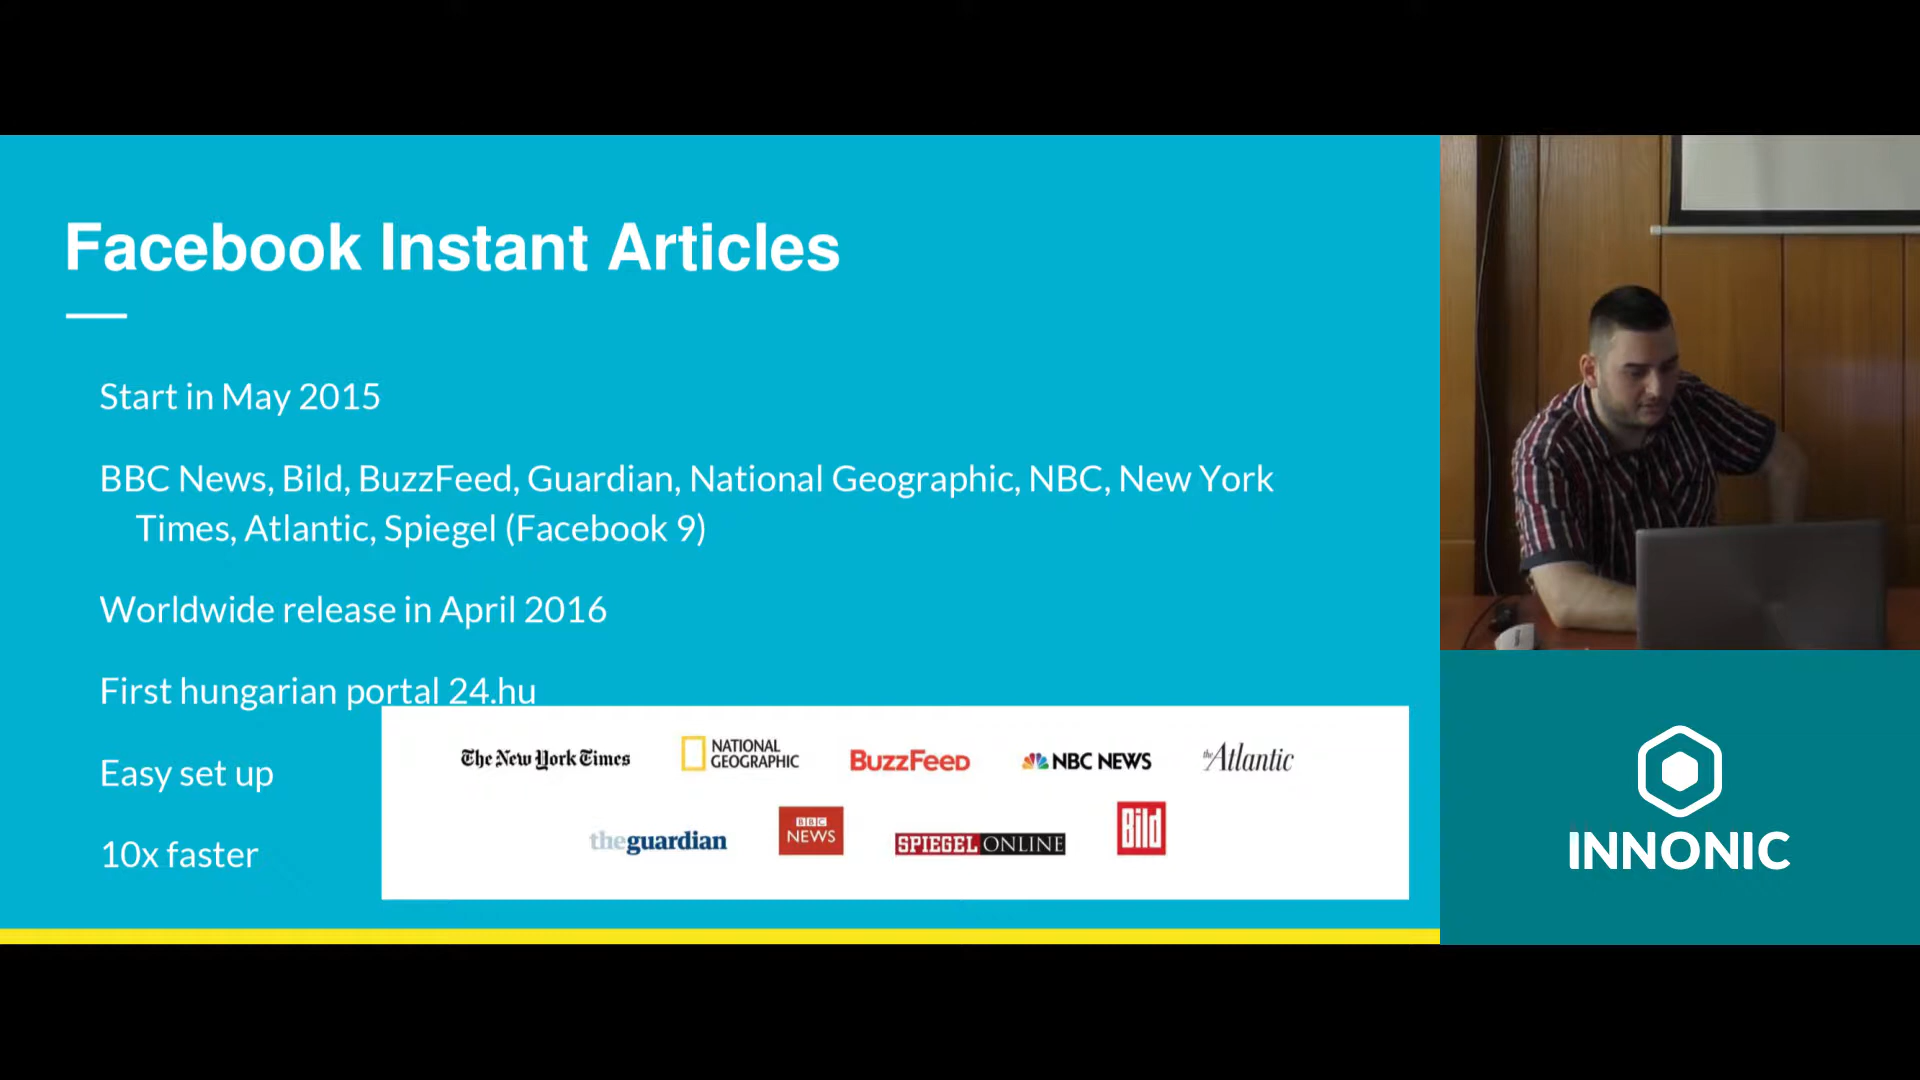 Facebook Instant Articles
Start in May 2015
BBC News, Bild, BuzzFeed, Guardian, National Geographic, NBC, New York
Times, Atlantic, Spiegel (Facebook 9)
Worldwide release in April 2016
First hungarian portal 24.hu
Easy set up
10x faster
The New York Times
NATIONAL
GEOGRAPHIC
BuzzFeed
NBC NEWS
the Atlantic
theguardian
BBC
NEWS
SPIEGEL ONLINE
Bild
INNONIC